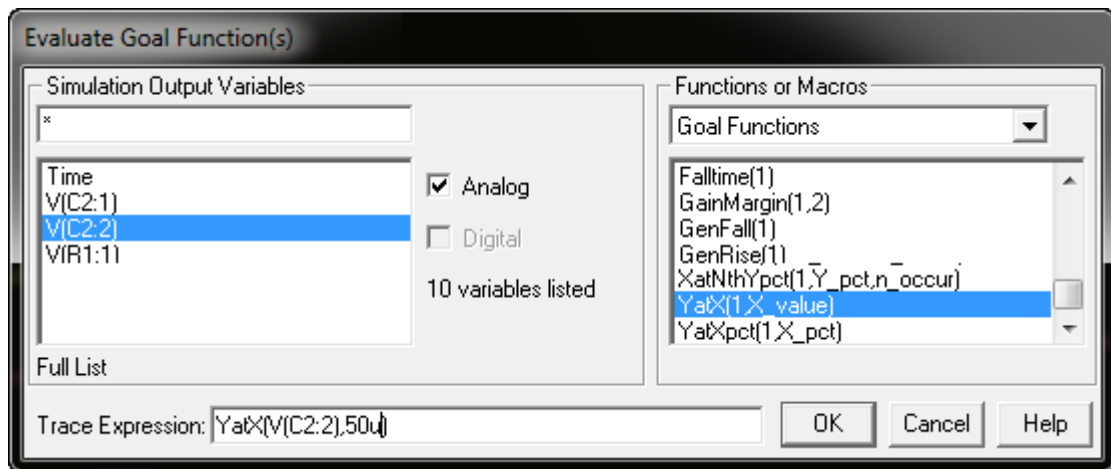 Evaluate Goal Function(s)
Simulation Output Variables
*
Time
V(C2:1)
V(C2:2)
V(R1:1)
Full List
Analog
Digital
10 variables listed
Functions or Macros
Goal Functions
Falltime(1)
GainMargin(1,2)
GenFall(1)
GenRise(1)
XatNthYpct(1,Y_pct,n_occur)
YatX(1,X_value)
YatXpct(1,X_pct)
Trace Expression: YatX(V(C2:2),50u)
OK
Cancel
Help